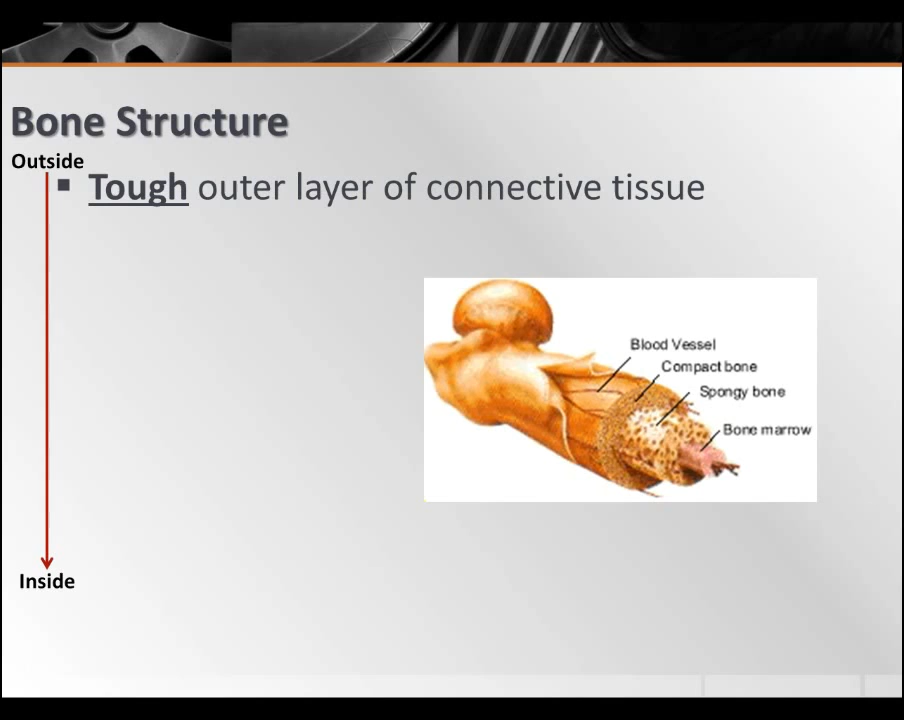 Bone Structure
Outside
▪ Tough outer layer of connective tissue
Blood Vessel
Compact bone
Spongy bone
Bone marrow
Inside